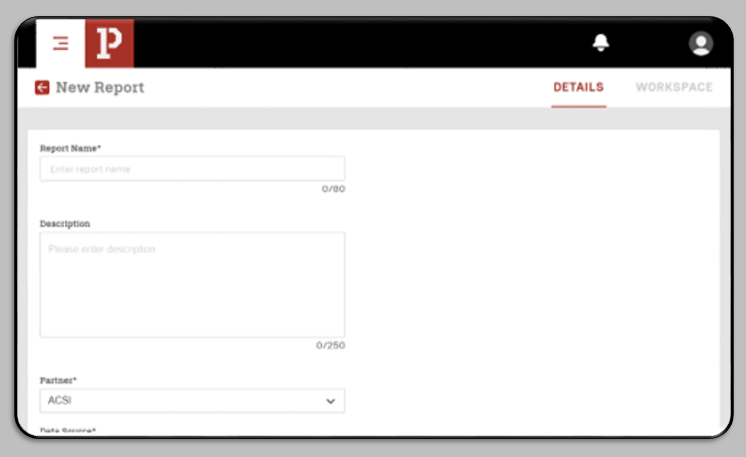 P
New Report
DETAILS
WORKSPACE
Report Name*
Enter report name
0/80
Description
Please enter description
0/250
Partner*
ACSI
Data Source*